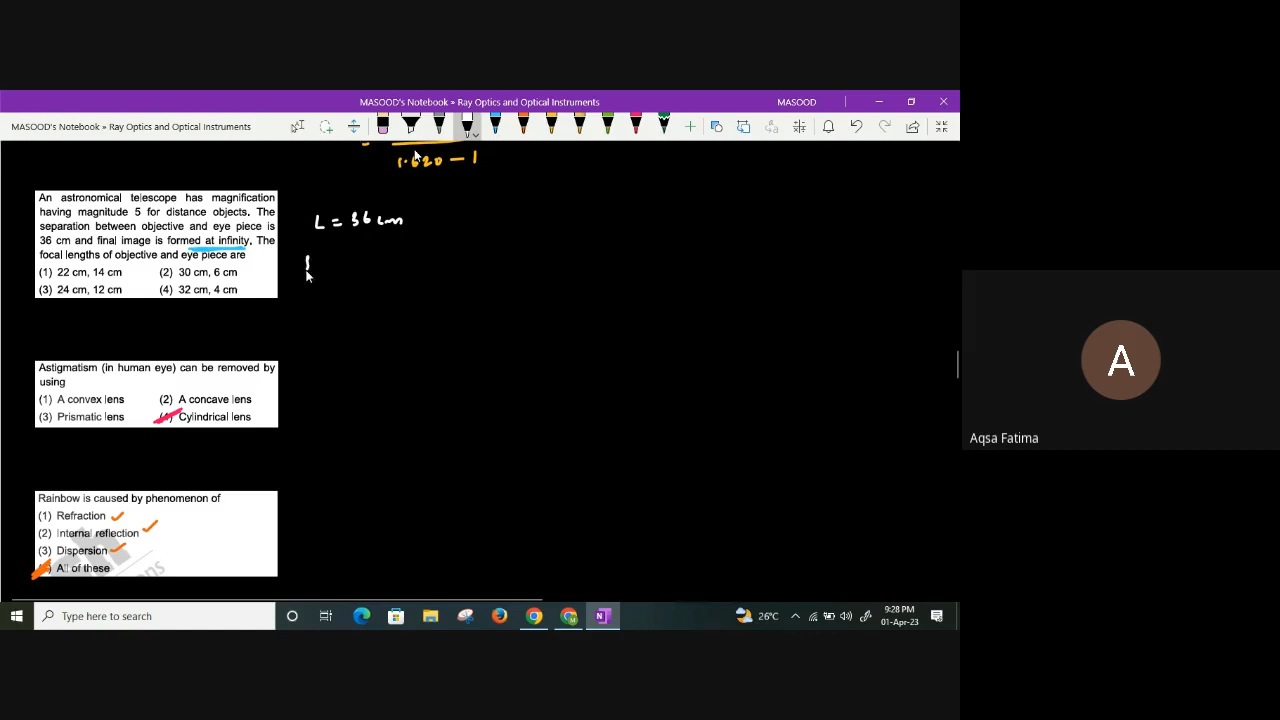 MASOOD's Notebook » Ray Optics and Optical Instruments
MASOOD
MASOOD's Notebook » Ray Optics and Optical Instruments
1.620 - 1
An astronomical telescope has magnification
having magnitude 5 for distance objects. The
separation between objective and eye piece is
36 cm and final image is formed at infinity. The
focal lengths of objective and eye piece are
(1) 22 cm, 14 cm (2) 30 cm, 6 cm
(3) 24 cm, 12 cm (4) 32 cm, 4 cm
L = 36 cm
Astigmatism (in human eye) can be removed by
using
(1) A convex lens (2) A concave lens
(3) Prismatic lens (4) Cylindrical lens
Rainbow is caused by phenomenon of
(1) Refraction
(2) Internal reflection
(3) Dispersion
All of these
A
Aqsa Fatima
Type here to search
26°C
9:28 PM
01-Apr-23